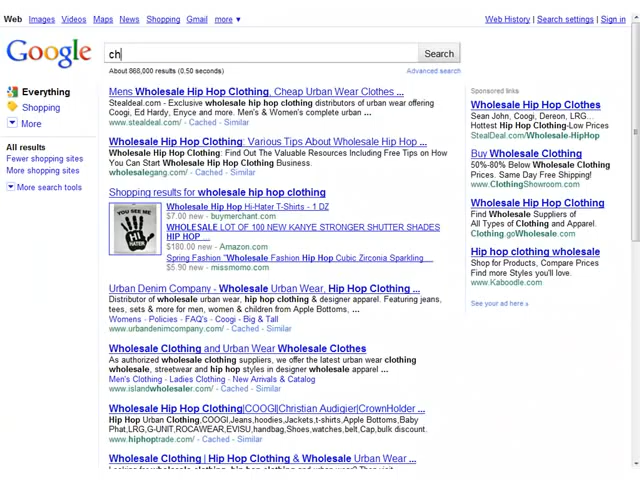 Web Images Videos Maps News Shopping Gmail more ▼
Web History | Search settings | Sign in
Google
ch
Search
About 868,000 results (0.50 seconds)
Advanced search
Everything
Shopping
More
All results
Fewer shopping sites
More shopping sites
More search tools
Mens Wholesale Hip Hop Clothing, Cheap Urban Wear Clothes ...
Stealdeal.com - Exclusive wholesale hip hop clothing distributors of urban wear offering
Coogi, Ed Hardy, Enyce and more. Men's & Women's complete urban ...
www.stealdeal.com/ - Cached - Similar
Wholesale Hip Hop Clothing: Various Tips About Wholesale Hip Hop ...
Wholesale Hip Hop Clothing: Find Out The Valuable Resources Including Free Tips on How
You Can Start Wholesale Hip Hop Clothing Business.
wholesalegang.com/ - Cached - Similar
Shopping results for wholesale hip hop clothing
YOU SEE ME
HI
HATER
Wholesale Hip Hop Hi-Hater T-Shirts - 1 DZ
$7.00 new - buymerchant.com
WHOLESALE LOT OF 100 NEW KANYE STRONGER SHUTTER SHADES
HIP HOP ...
$180.00 new - Amazon.com
Spring Fashion "Wholesale Fashion Hip Hop Cubic Zirconia Sparkling ...
$5.90 new - missmomo.com
Urban Denim Company - Wholesale Urban Wear, Hip Hop Clothing ...
Distributor of wholesale urban wear, hip hop clothing & designer apparel. Featuring jeans,
tees, sets & more for men, women & children from Apple Bottoms, ...
Womens - Policies - FAQ's - Coogi - Big & Tall
www.urbandenimcompany.com/ - Cached - Similar
Wholesale Clothing and Urban Wear Wholesale Clothes
As authorized wholesale clothing suppliers, we offer the latest urban wear clothing
wholesale, streetwear and hip hop styles in designer wholesale apparel ...
Men's Clothing - Ladies Clothing - New Arrivals & Catalog
www.islandwholesaler.com/ - Cached - Similar
Wholesale Hip Hop Clothing|COOGI|Christian Audigier|CrownHolder ...
Hip Hop Urban Clothing,COOGI,Jeans,hoodies,Jackets,t-shirts,Apple Bottoms,Baby
Phat,LRG,G-UNIT,ROCAWEAR,EVISU,handbag,Shoes,watches,belt,Cap,bulk discount.
www.hiphoptrade.com/ - Cached - Similar
Wholesale Clothing | Hip Hop Clothing & Wholesale Urban Wear ...
Sponsored links
Wholesale Hip Hop Clothes
Sean John, Coogi, Dereon, LRG...
Hottest Hip Hop Clothing-Low Prices
StealDeal.com/Wholesale-HipHop
Buy Wholesale Clothing
50%-80% Below Wholesale Clothing
Prices. Same Day Free Shipping!
www.ClothingShowroom.com
Wholesale Hip Hop Clothing
Find Wholesale Suppliers of
All Types of Clothing and Apparel.
Clothing.goWholesale.com
Hip hop clothing wholesale
Shop for Products, Compare Prices
Find more Styles you'll love.
www.Kaboodle.com
See your ad here »